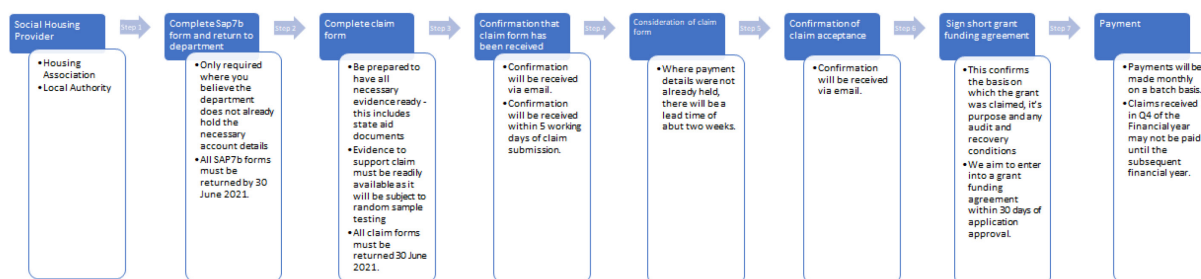 Social Housing
Provider
• Housing
Association
• Local Authority
Step 1
Complete Sap7b
form and return to
department
• Only required
where you
believe the
department
does not already
hold the
necessary
account details
• All SAP7b forms
must be
returned by 30
June 2021.
Step 2
Complete claim
form
• Be prepared to
have all
necessary
evidence ready -
this includes
state aid
documents
• Evidence to
support claim
must be readily
available as it
will be subject to
random sample
testing
• All claim forms
must be
returned 30 June
2021.
Step 3
Confirmation that
claim form has
been received
• Confirmation
will be received
via email.
• Confirmation
will be received
within 5 working
days of claim
submission.
Step 4
Consideration of claim
form
• Where payment
details were not
already held,
there will be a
lead time of
abut two weeks.
Step 5
Confirmation of
claim acceptance
• Confirmation
will be received
via email.
Step 6
Sign short grant
funding agreement
• This confirms
the basis on
which the grant
was claimed, it's
purpose and any
audit and
recovery
conditions
• We aim to enter
into a grant
funding
agreement
within 30 days of
application
approval.
Step 7
Payment
• Payments will be
made monthly
on a batch basis.
• Claims received
in Q4 of the
Financial year
may not be paid
until the
subsequent
financial year.